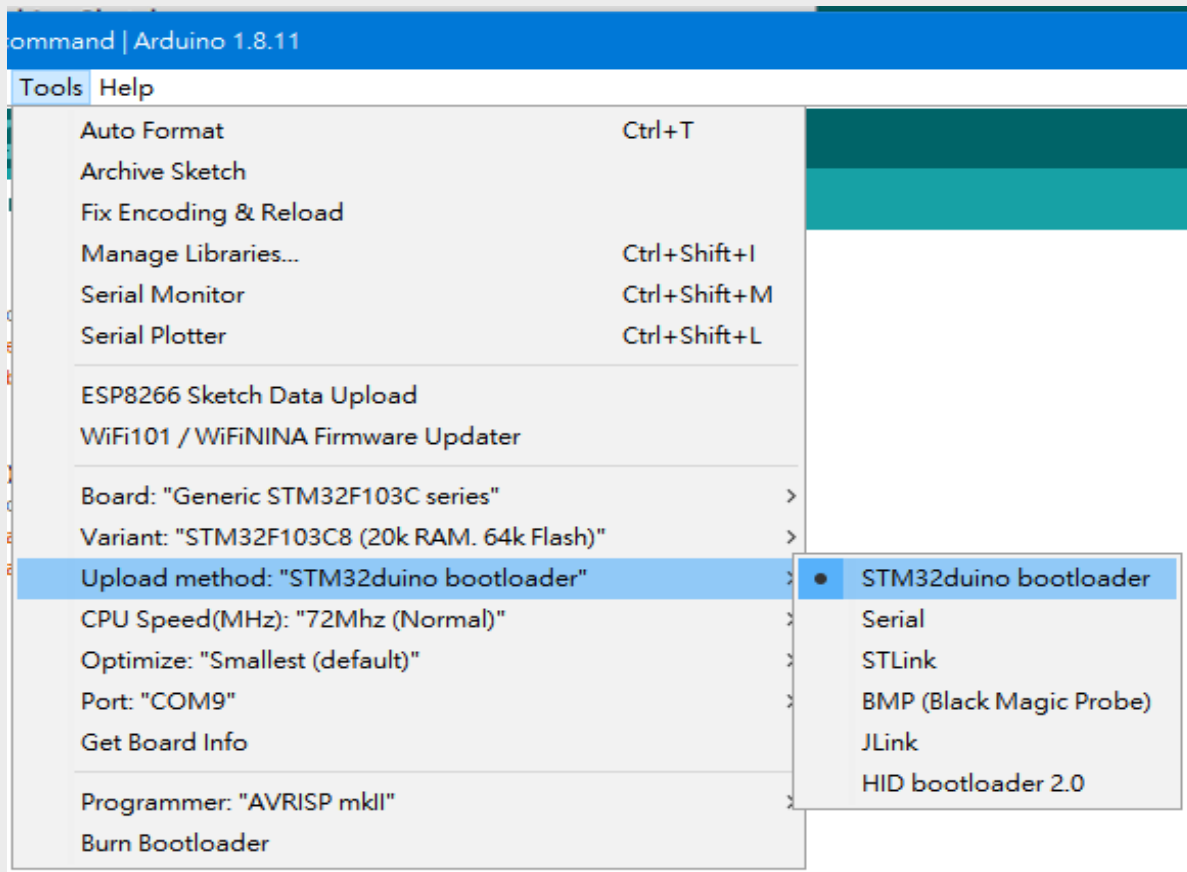 ommand | Arduino 1.8.11
Tools Help
Auto Format Ctrl+T
Archive Sketch
Fix Encoding & Reload
Manage Libraries... Ctrl+Shift+I
Serial Monitor Ctrl+Shift+M
Serial Plotter Ctrl+Shift+L
ESP8266 Sketch Data Upload
WiFi101 / WiFiNINA Firmware Updater
Board: "Generic STM32F103C series"
Variant: "STM32F103C8 (20k RAM. 64k Flash)"
Upload method: "STM32duino bootloader"
CPU Speed(MHz): "72Mhz (Normal)"
Optimize: "Smallest (default)"
Port: "COM9"
Get Board Info
Programmer: "AVRISP mkII"
Burn Bootloader
STM32duino bootloader
Serial
STLink
BMP (Black Magic Probe)
JLink
HID bootloader 2.0